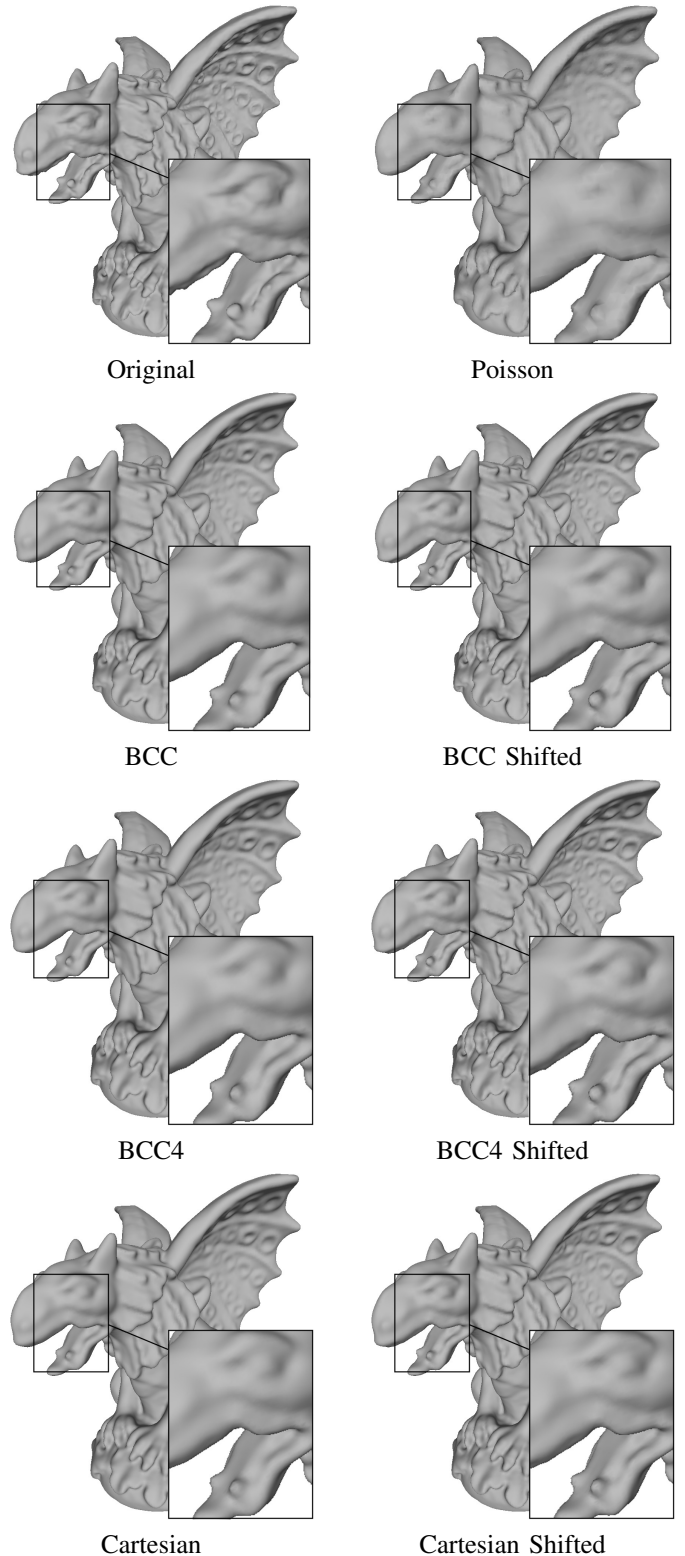 Original
Poisson
BCC
BCC Shifted
BCC4
BCC4 Shifted
Cartesian
Cartesian Shifted